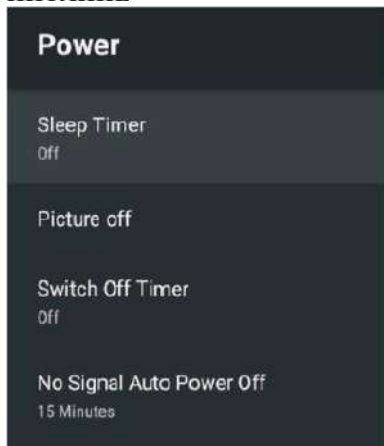 Power
Sleep Timer
Off
Picture off
Switch Off Timer
Off
No Signal Auto Power Off
15 Minutes